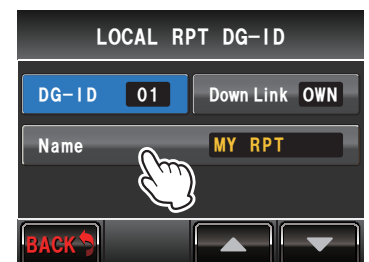 LOCAL RPT DG-ID
DG-ID 01 Down Link OWN
Name MY RPT
BACK